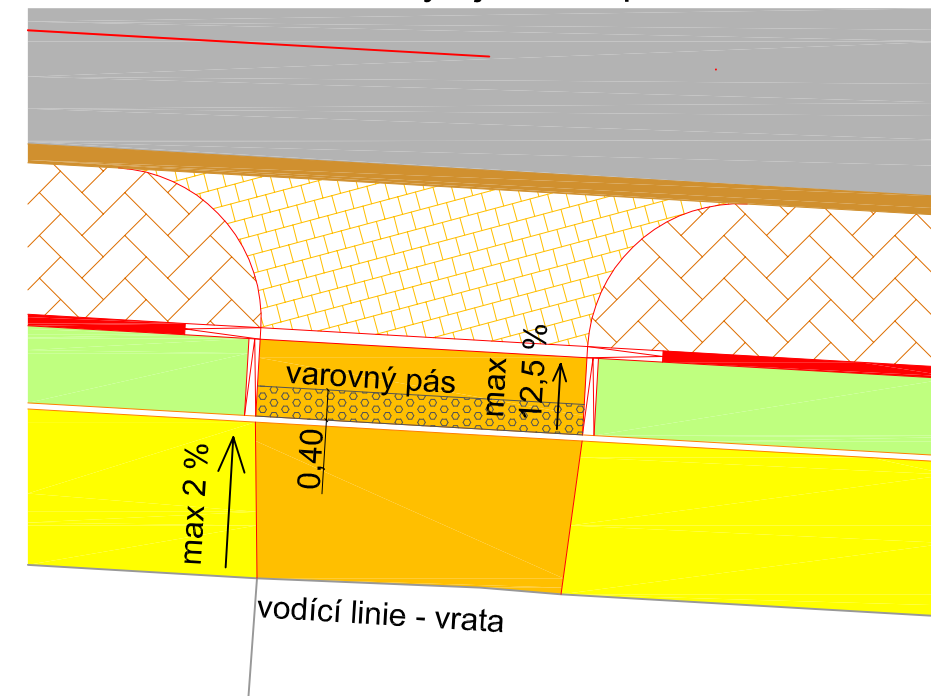 varovný pás
max
12,5 %
0,40
max 2 %
vodící linie - vrata